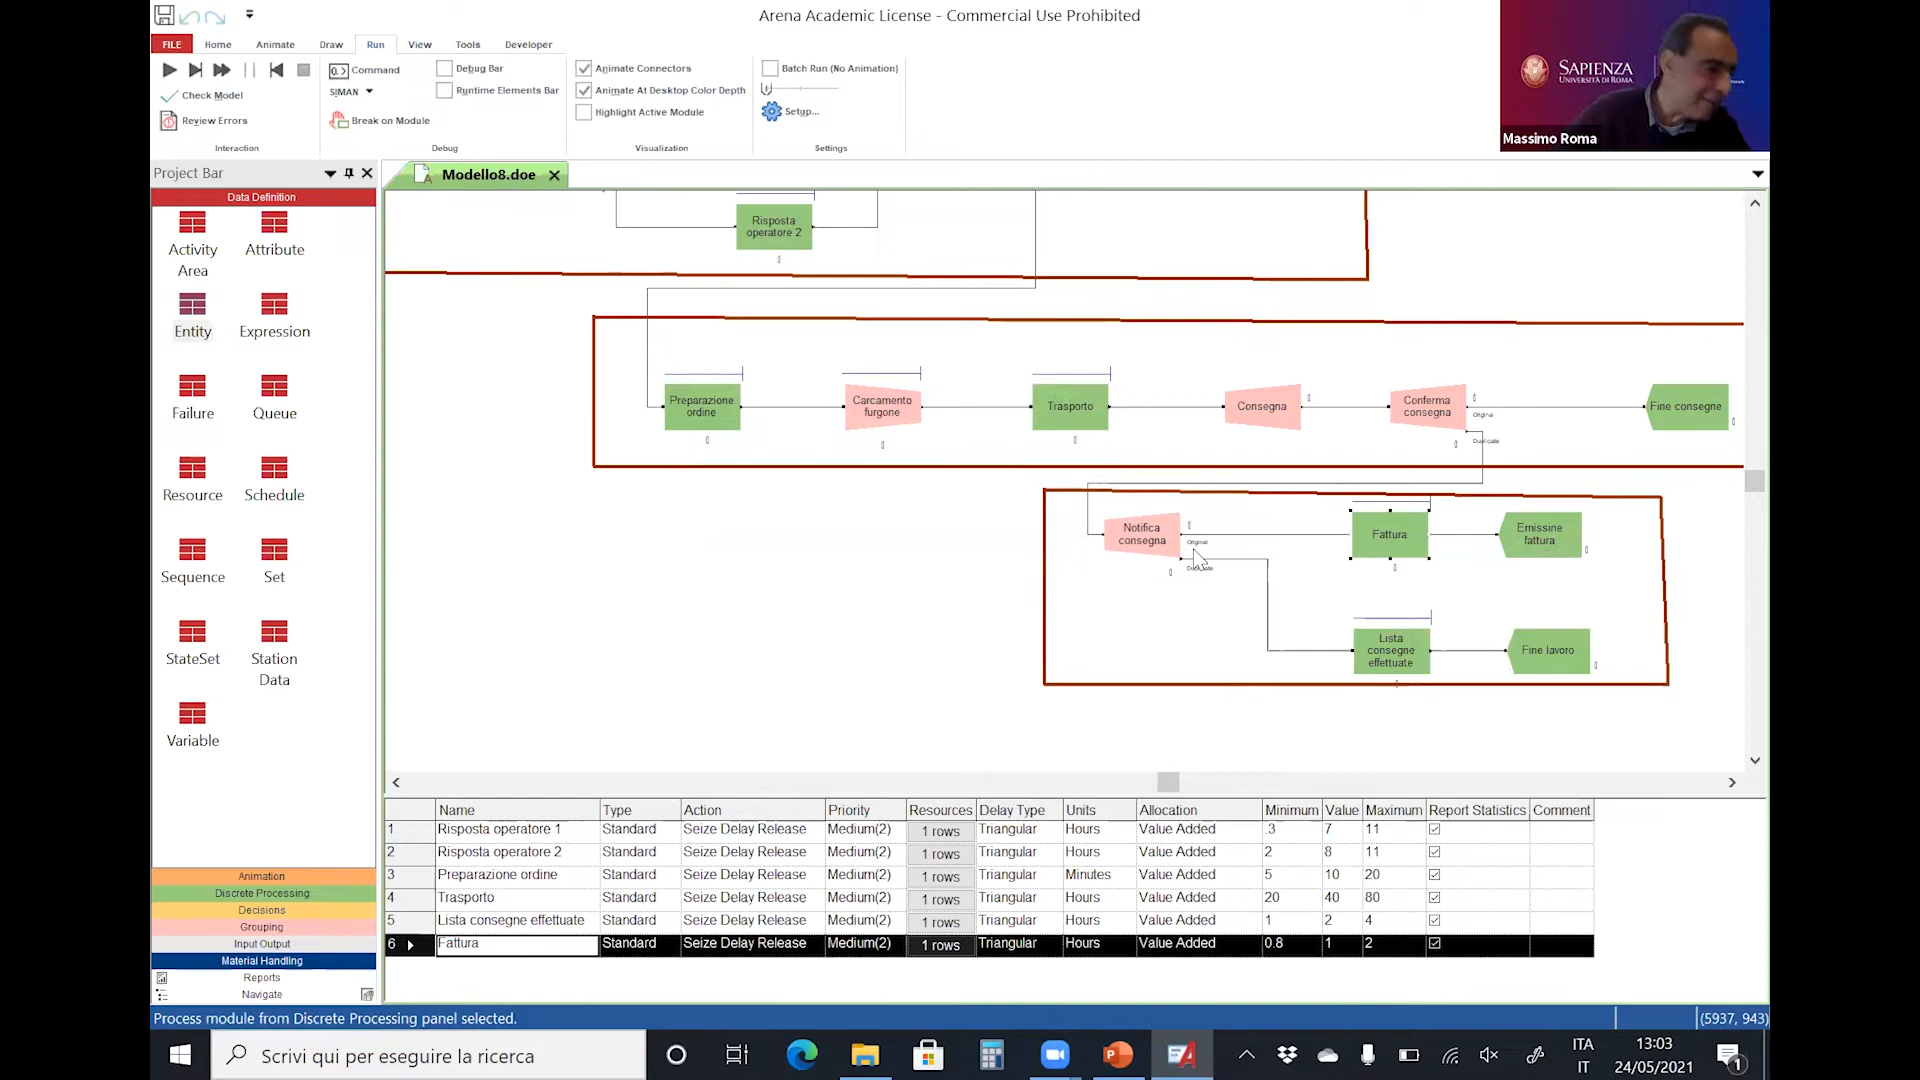 Arena Academic License - Commercial Use Prohibited
SAPIENZA
UNIVERSITÀ DI ROMA
Massimo Roma
FILE Home Animate Draw Run View Tools Developer
Command
Debug Bar
Animate Connectors
Batch Run (No Animation)
Check Model
SIMAN
Runtime Elements Bar
Animate At Desktop Color Depth
Review Errors
Break on Module
Highlight Active Module
Setup...
Interaction
Debug
Visualization
Settings
Project Bar
Modello8.doe
Data Definition
Activity
Area
Attribute
Entity
Expression
Failure
Queue
Resource
Schedule
Sequence
Set
StateSet
Station
Data
Variable
Animation
Discrete Processing
Decisions
Grouping
Input Output
Material Handling
Reports
Navigate
Risposta
operatore 2
Preparazione
ordine
Carcamento
furgone
Trasporto
Consegna
Conferma
consegna
Original
Duplicate
Fine consegne
Notifica
consegna
Original
Fattura
Emissine
fattura
Lista
consegne
effettuate
Fine lavoro
Name Type Action Priority Resources Delay Type Units Allocation Minimum Value Maximum Report Statistics Comment
1 Risposta operatore 1 Standard Seize Delay Release Medium(2) 1 rows Triangular Hours Value Added .3 7 11
2 Risposta operatore 2 Standard Seize Delay Release Medium(2) 1 rows Triangular Hours Value Added 2 8 11
3 Preparazione ordine Standard Seize Delay Release Medium(2) 1 rows Triangular Minutes Value Added 5 10 20
4 Trasporto Standard Seize Delay Release Medium(2) 1 rows Triangular Hours Value Added 20 40 80
5 Lista consegne effettuate Standard Seize Delay Release Medium(2) 1 rows Triangular Hours Value Added 1 2 4
6 Fattura Standard Seize Delay Release Medium(2) 1 rows Triangular Hours Value Added 0.8 1 2
Process module from Discrete Processing panel selected.
(5937, 943)
Scrivi qui per eseguire la ricerca
ITA
IT
13:03
24/05/2021
1